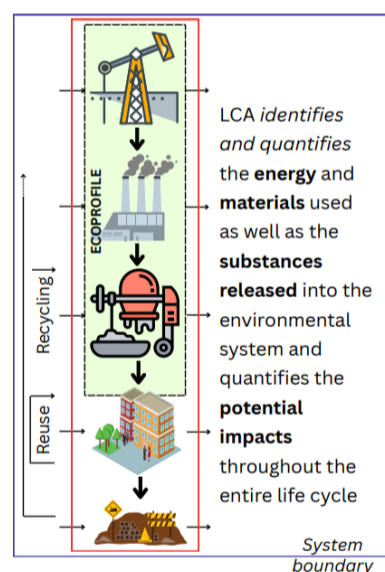 ECOPROFILE
Recycling
Reuse
LCA identifies
and quantifies
the energy and
materials used
as well as the
substances
released into the
environmental
system and
quantifies the
potential
impacts
throughout the
entire life cycle
System
boundary